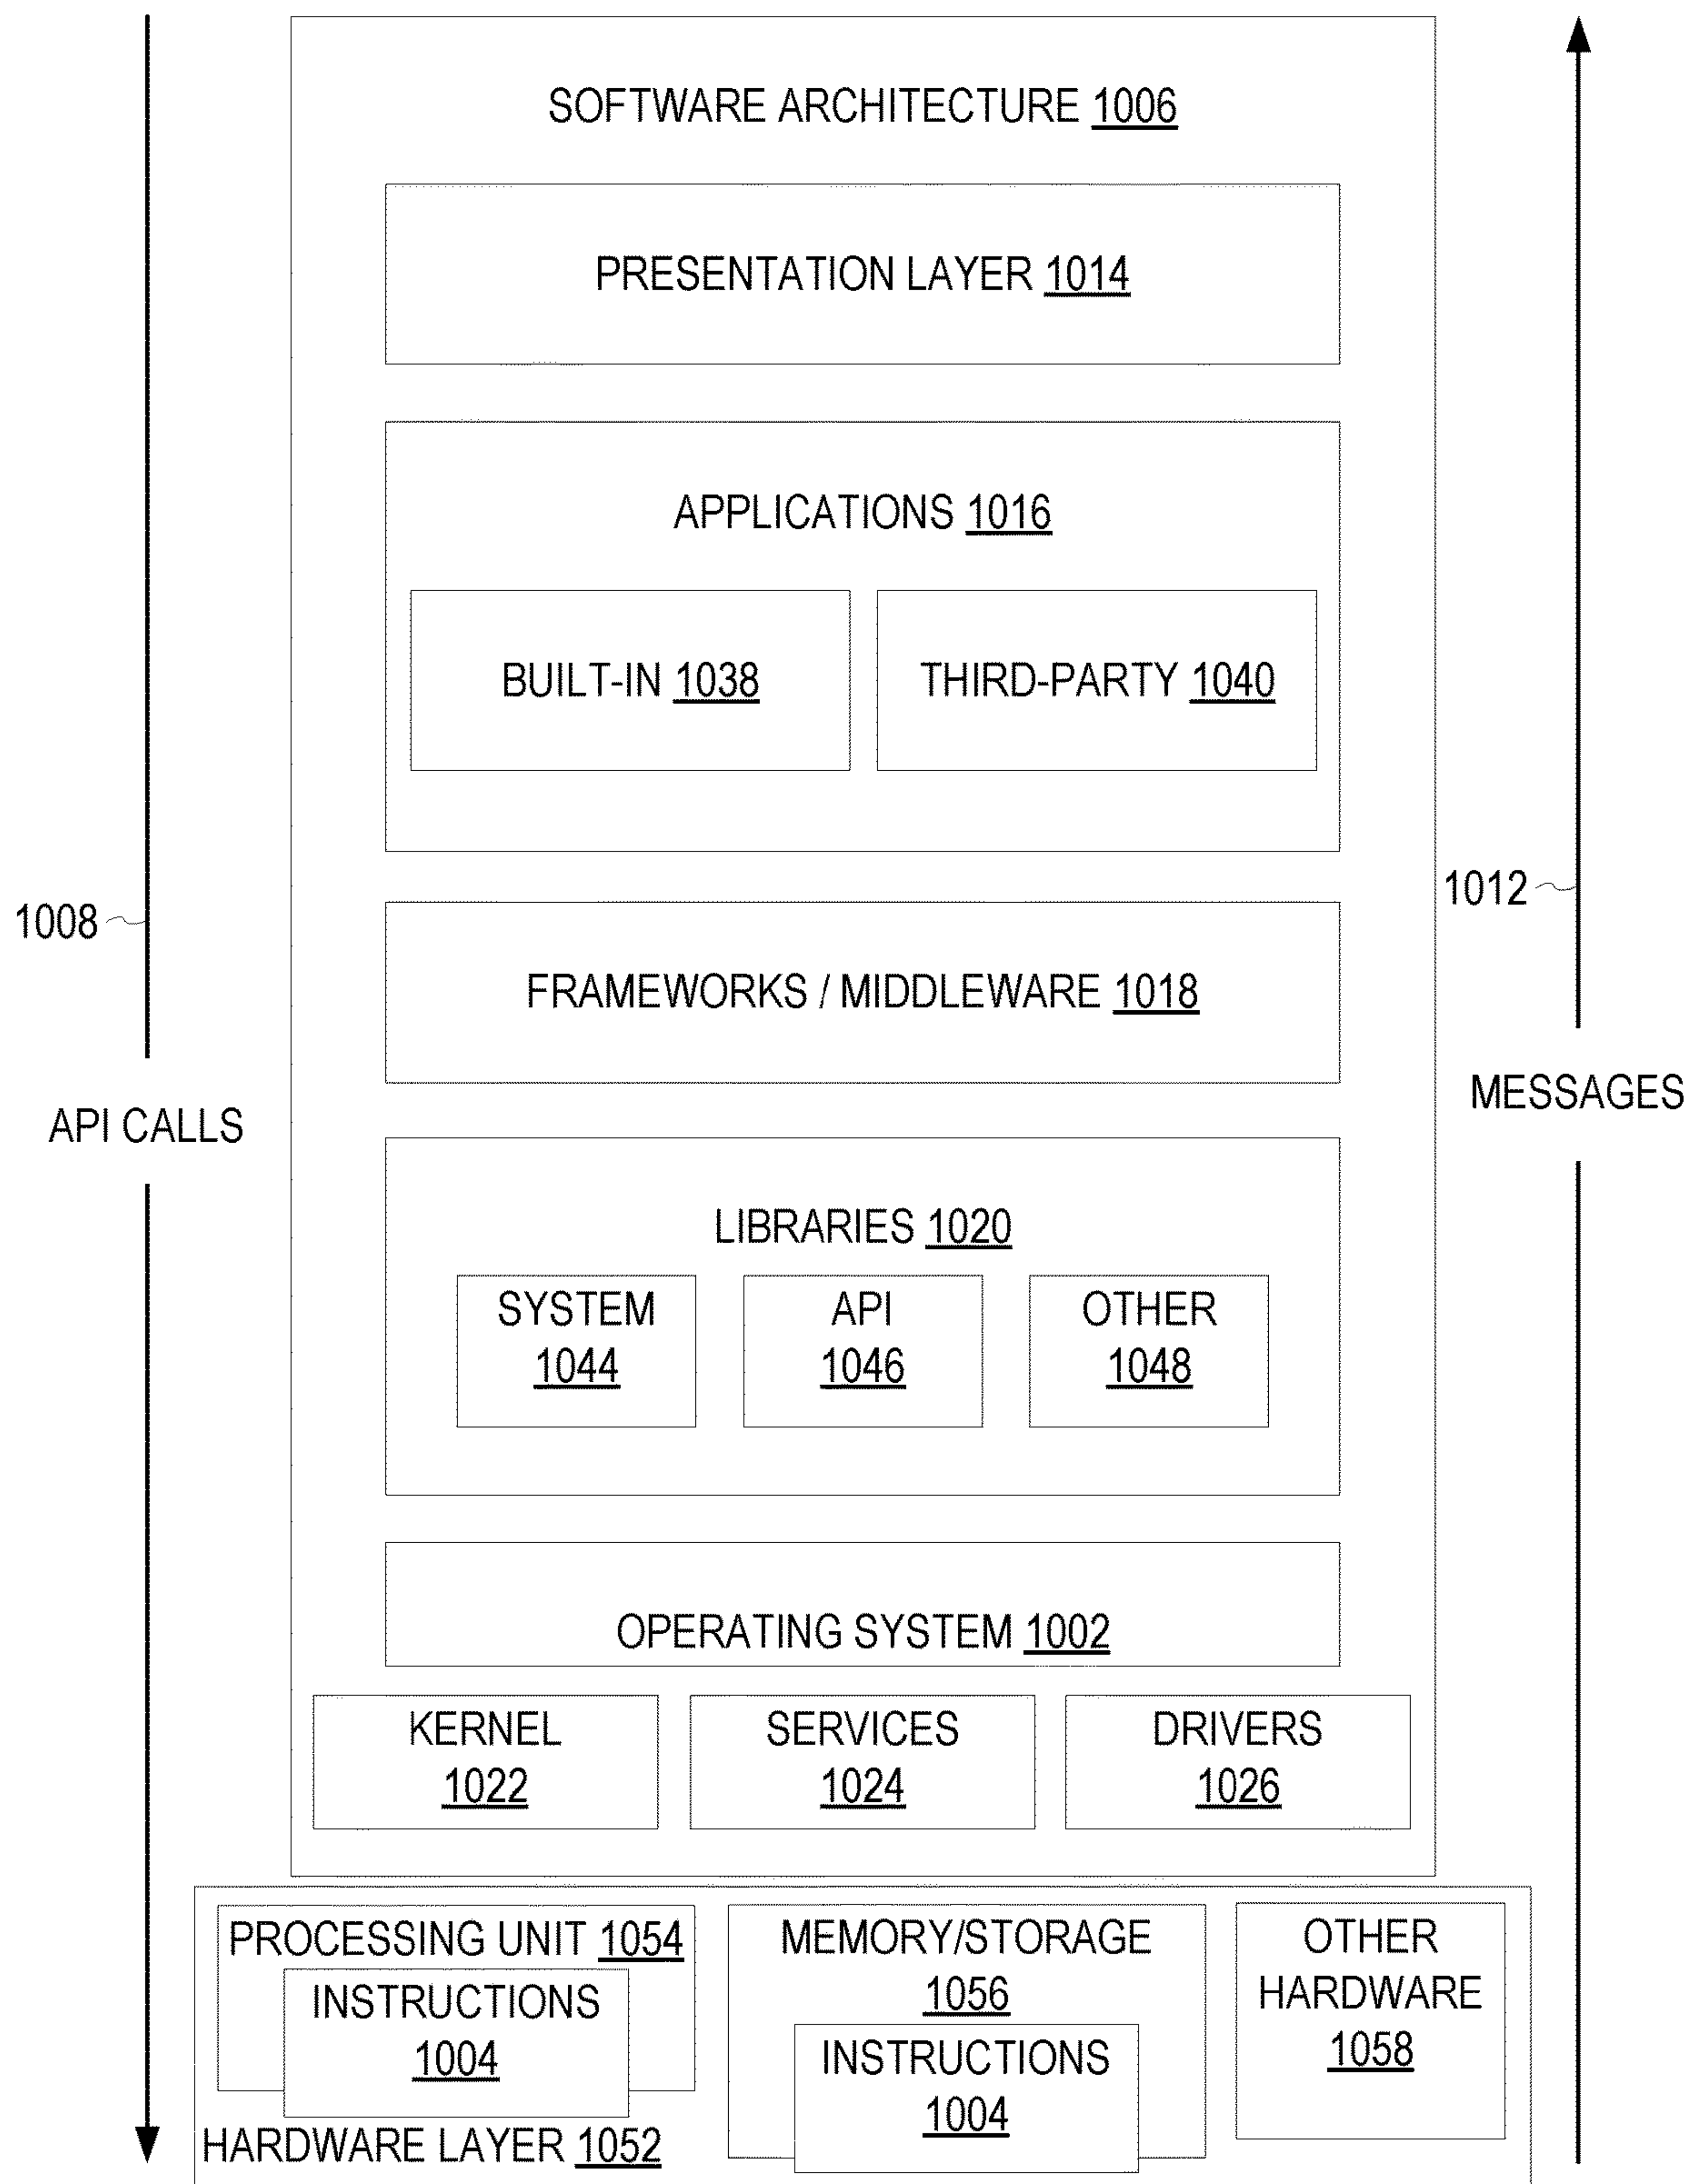 SOFTWARE ARCHITECTURE 1006
PRESENTATION LAYER 1014
APPLICATIONS 1016
BUILT-IN 1038
THIRD-PARTY 1040
1008
1012
FRAMEWORKS / MIDDLEWARE 1018
API CALLS
MESSAGES
LIBRARIES 1020
SYSTEM
1044
API
1046
OTHER
1048
OPERATING SYSTEM 1002
KERNEL
1022
SERVICES
1024
DRIVERS
1026
PROCESSING UNIT 1054
INSTRUCTIONS
1004
MEMORY/STORAGE
1056
INSTRUCTIONS
1004
OTHER
HARDWARE
1058
HARDWARE LAYER 1052